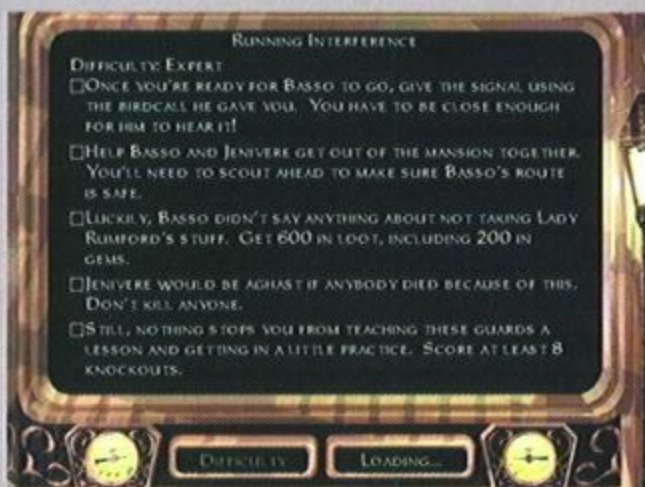 Running Interference
Difficulty: Expert
Once you're ready for Basso to go, give the signal using
the birdcall he gave you. You have to be close enough
for him to hear it!
Help Basso and Jenivere get out of the mansion together.
You'll need to scout ahead to make sure Basso's route
is safe.
Luckily, Basso didn't say anything about not taking Lady
Rumford's stuff. Get 600 in loot, including 200 in
gems.
Jenivere would be aghast if anybody died because of this.
Don't kill anyone.
Still, nothing stops you from teaching these guards a
lesson and getting in a little practice. Score at least 8
knockouts.
Difficulty
Loading...